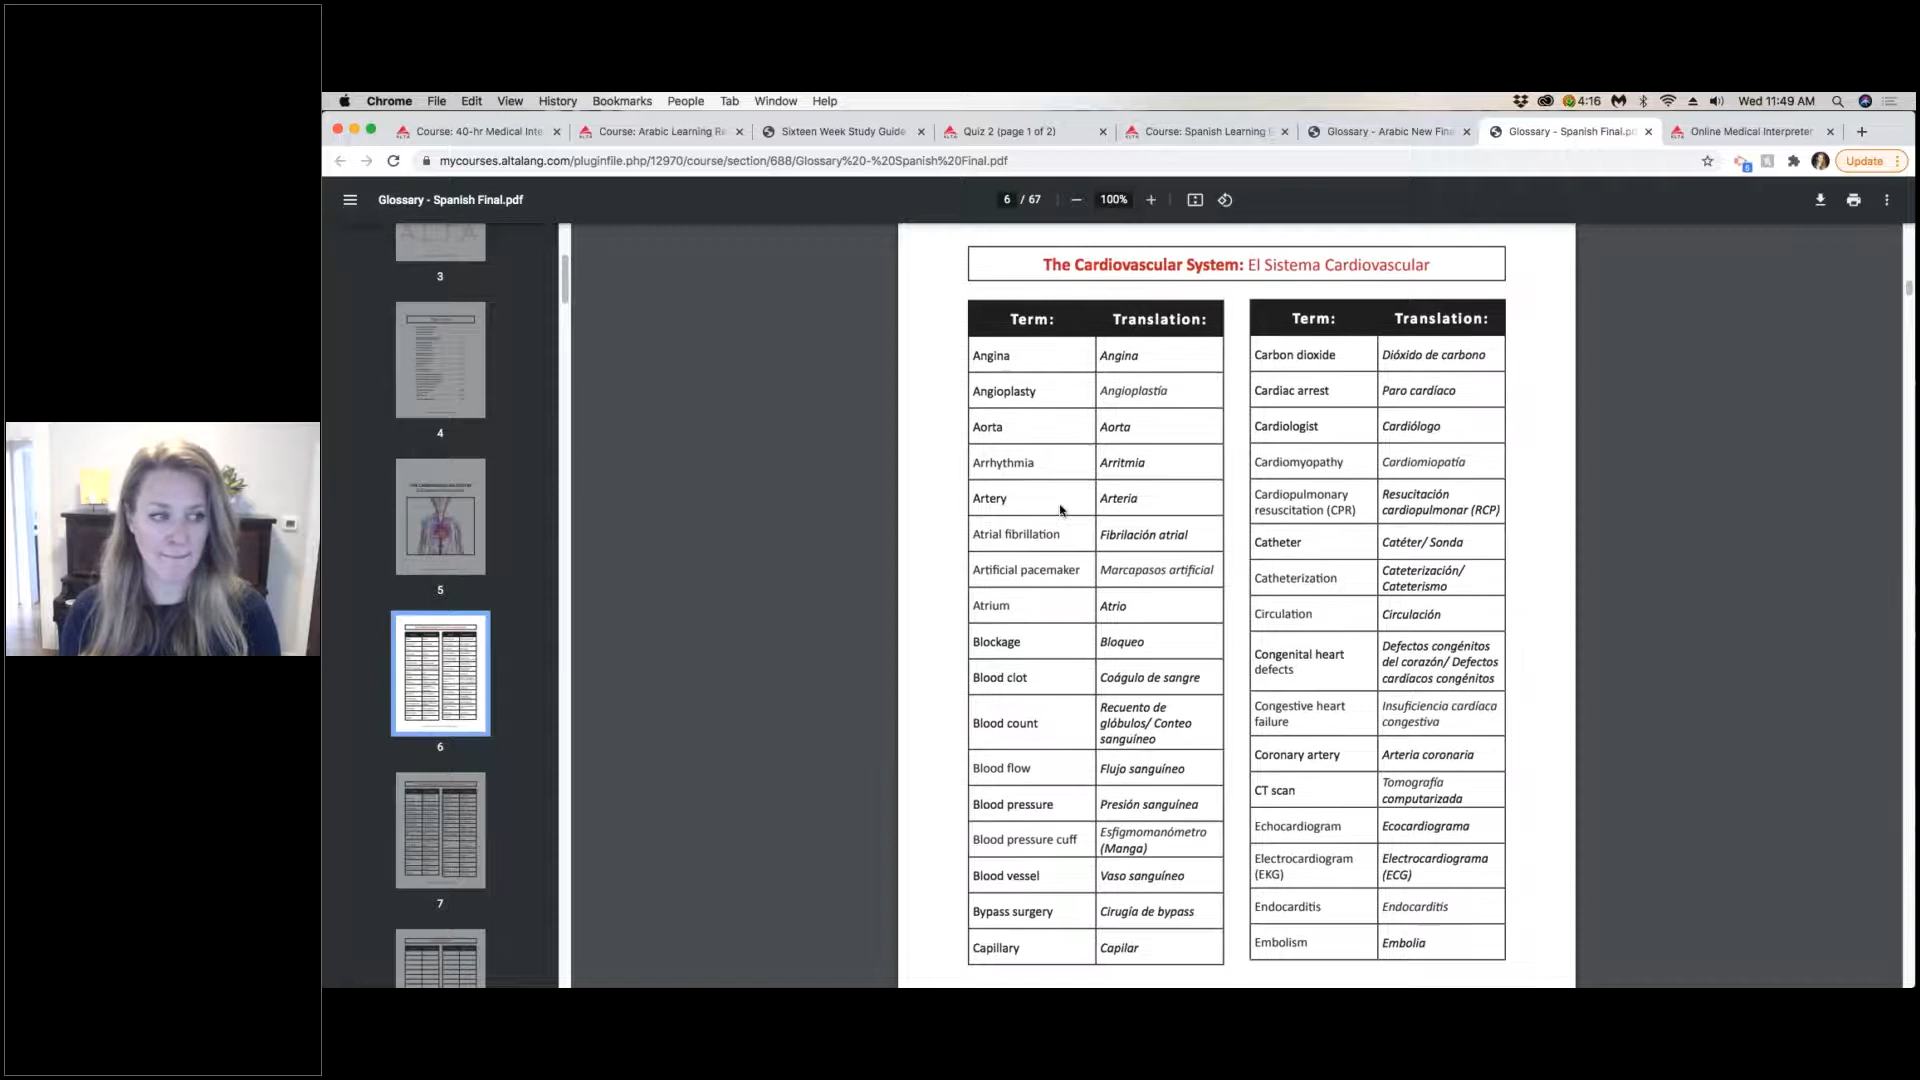 Chrome File Edit View History Bookmarks People Tab Window Help
4:16
Wed 11:49 AM
Course: 40-hr Medical Inte
Course: Arabic Learning Re
Sixteen Week Study Guide
Quiz 2 (page 1 of 2)
Course: Spanish Learning
Glossary - Arabic New Fina
Glossary - Spanish Final.pd
Online Medical Interpreter
mycourses.altalang.com/pluginfile.php/12970/course/section/688/Glossary%20-%20Spanish%20Final.pdf
Update
Glossary - Spanish Final.pdf
6 / 67
100%
3
4
5
6
7
The Cardiovascular System: El Sistema Cardiovascular
Term: Translation:
Angina Angina
Angioplasty Angioplastía
Aorta Aorta
Arrhythmia Arritmia
Artery Arteria
Atrial fibrillation Fibrilación atrial
Artificial pacemaker Marcapasos artificial
Atrium Atrio
Blockage Bloqueo
Blood clot Coágulo de sangre
Blood count Recuento de
glóbulos/ Conteo
sanguíneo
Blood flow Flujo sanguíneo
Blood pressure Presión sanguínea
Blood pressure cuff Esfigmomanómetro
(Manga)
Blood vessel Vaso sanguíneo
Bypass surgery Cirugía de bypass
Capillary Capilar
Term: Translation:
Carbon dioxide Dióxido de carbono
Cardiac arrest Paro cardíaco
Cardiologist Cardiólogo
Cardiomyopathy Cardiomiopatía
Cardiopulmonary Resucitación
resuscitation (CPR) cardiopulmonar (RCP)
Catheter Catéter/ Sonda
Catheterization Cateterización/
Cateterismo
Circulation Circulación
Congenital heart defects Defectos congénitos
del corazón/ Defectos
cardíacos congénitos
Congestive heart Insuficiencia cardíaca
failure congestiva
Coronary artery Arteria coronaria
CT scan Tomografía
computarizada
Echocardiogram Ecocardiograma
Electrocardiogram Electrocardiograma
(EKG) (ECG)
Endocarditis Endocarditis
Embolism Embolia